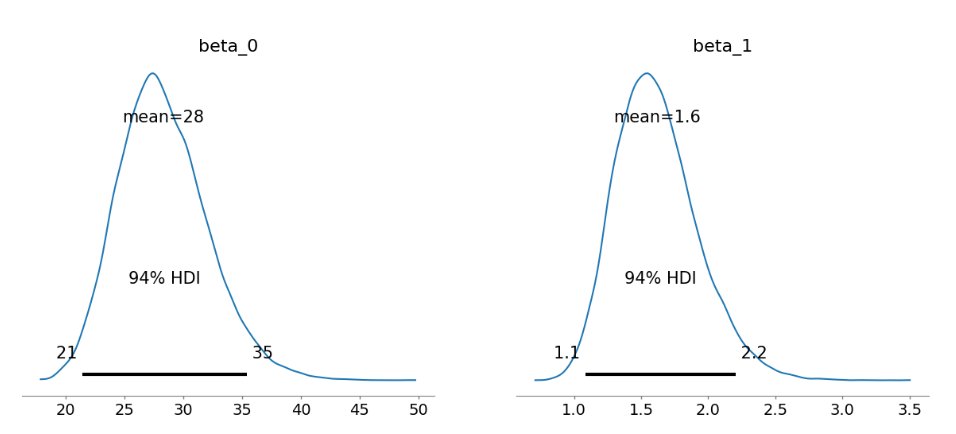 beta_0
mean=28
94% HDI
21 35
20 25 30 35 40 45 50
beta_1
mean=1.6
94% HDI
1.1 2.2
1.0 1.5 2.0 2.5 3.0 3.5